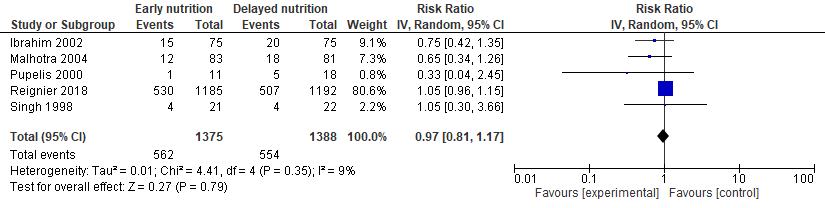 Early nutrition Delayed nutrition Risk Ratio Risk Ratio
Study or Subgroup Events Total Events Total Weight IV, Random, 95% CI IV, Random, 95% CI
Ibrahim 2002 15 75 20 75 9.1% 0.75 [0.42, 1.35]
Malhotra 2004 12 83 18 81 7.3% 0.65 [0.34, 1.26]
Pupelis 2000 1 11 5 18 0.8% 0.33 [0.04, 2.45]
Reignier 2018 530 1185 507 1192 80.6% 1.05 [0.96, 1.15]
Singh 1998 4 21 4 22 2.2% 1.05 [0.30, 3.66]
Total (95% CI) 1375 1388 100.0% 0.97 [0.81, 1.17]
Total events 562 554
Heterogeneity: Tau² = 0.01; Chi² = 4.41, df = 4 (P = 0.35); I² = 9%
Test for overall effect: Z = 0.27 (P = 0.79)
0.01 0.1 1 10 100
Favours [experimental] Favours [control]